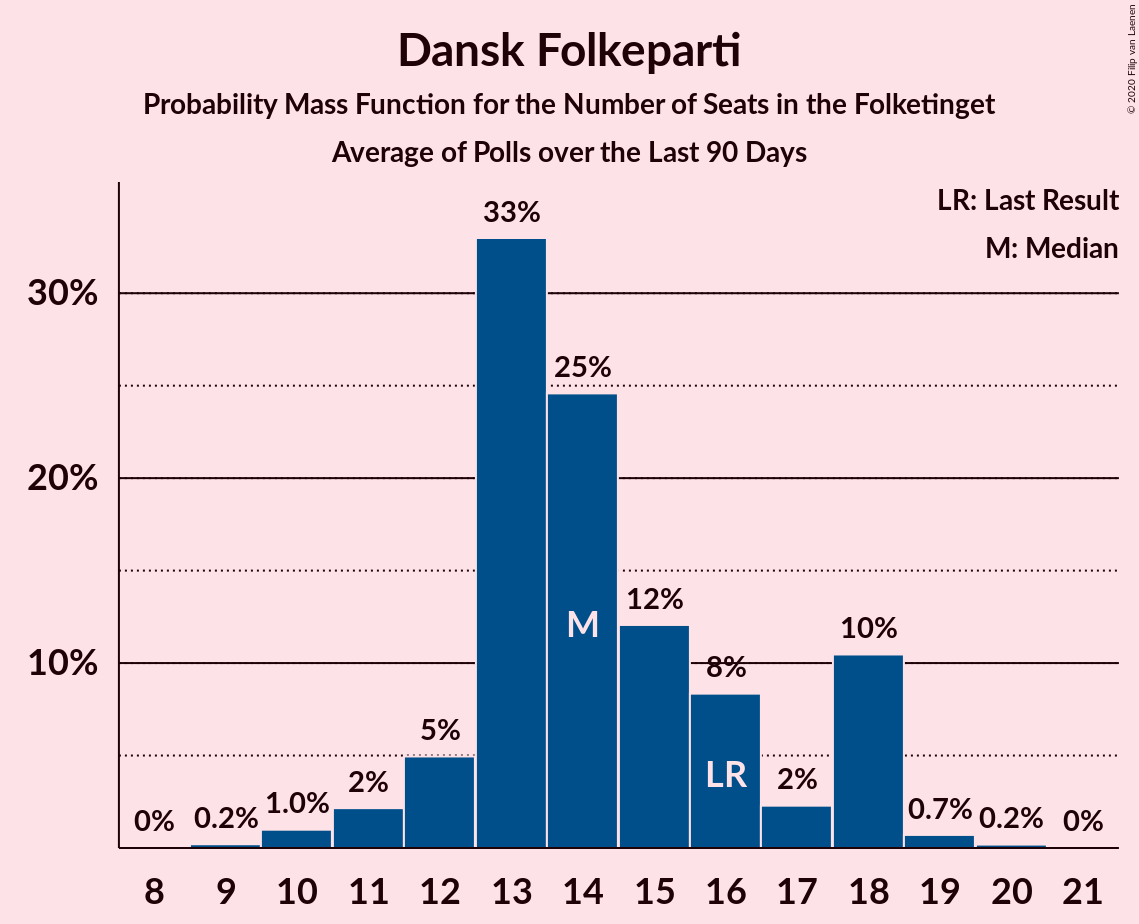 Dansk Folkeparti
Probability Mass Function for the Number of Seats in the Folketinget
Average of Polls over the Last 90 Days
© 2020 Filip van Laenen
LR: Last Result
M: Median
30%
20%
10%
0%
0.2%
1.0%
2%
5%
33%
25%
12%
8%
2%
10%
0.7%
0.2%
0%
M
LR
8 9 10 11 12 13 14 15 16 17 18 19 20 21